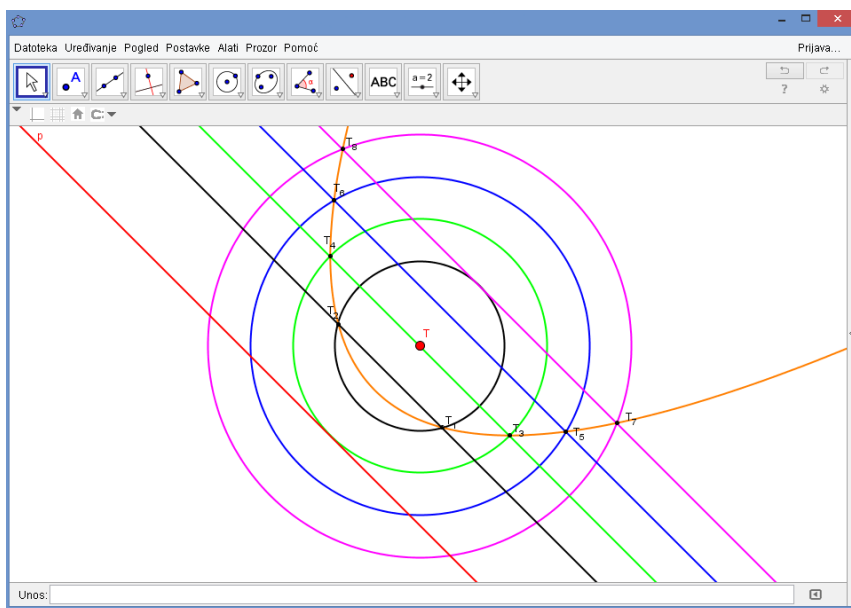 Datoteka Uređivanje Pogled Postavke Alati Prozor Pomoć Prijava...
A α ABC a = 2 ?
p
T8
T6
T4
T2
T
T1
T3
T5
T7
Unos: